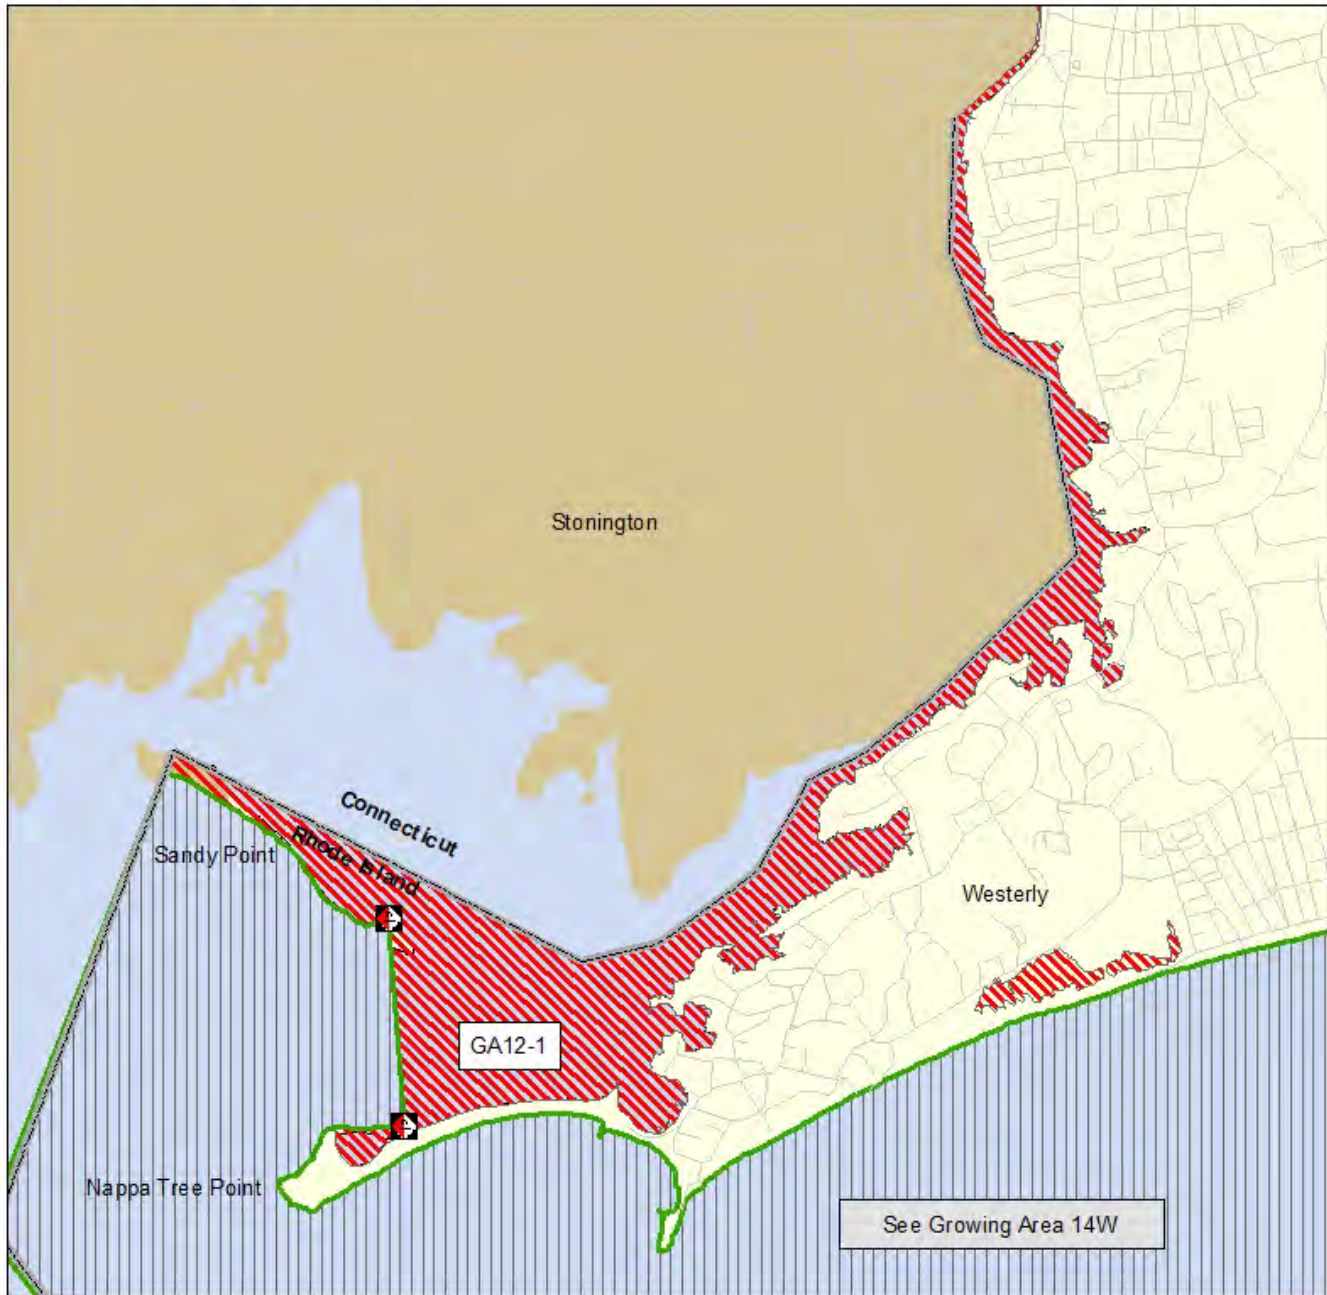 Stonington
Connecticut
Rhode Island
Sandy Point
Westerly
GA12-1
Nappa Tree Point
See Growing Area 14W